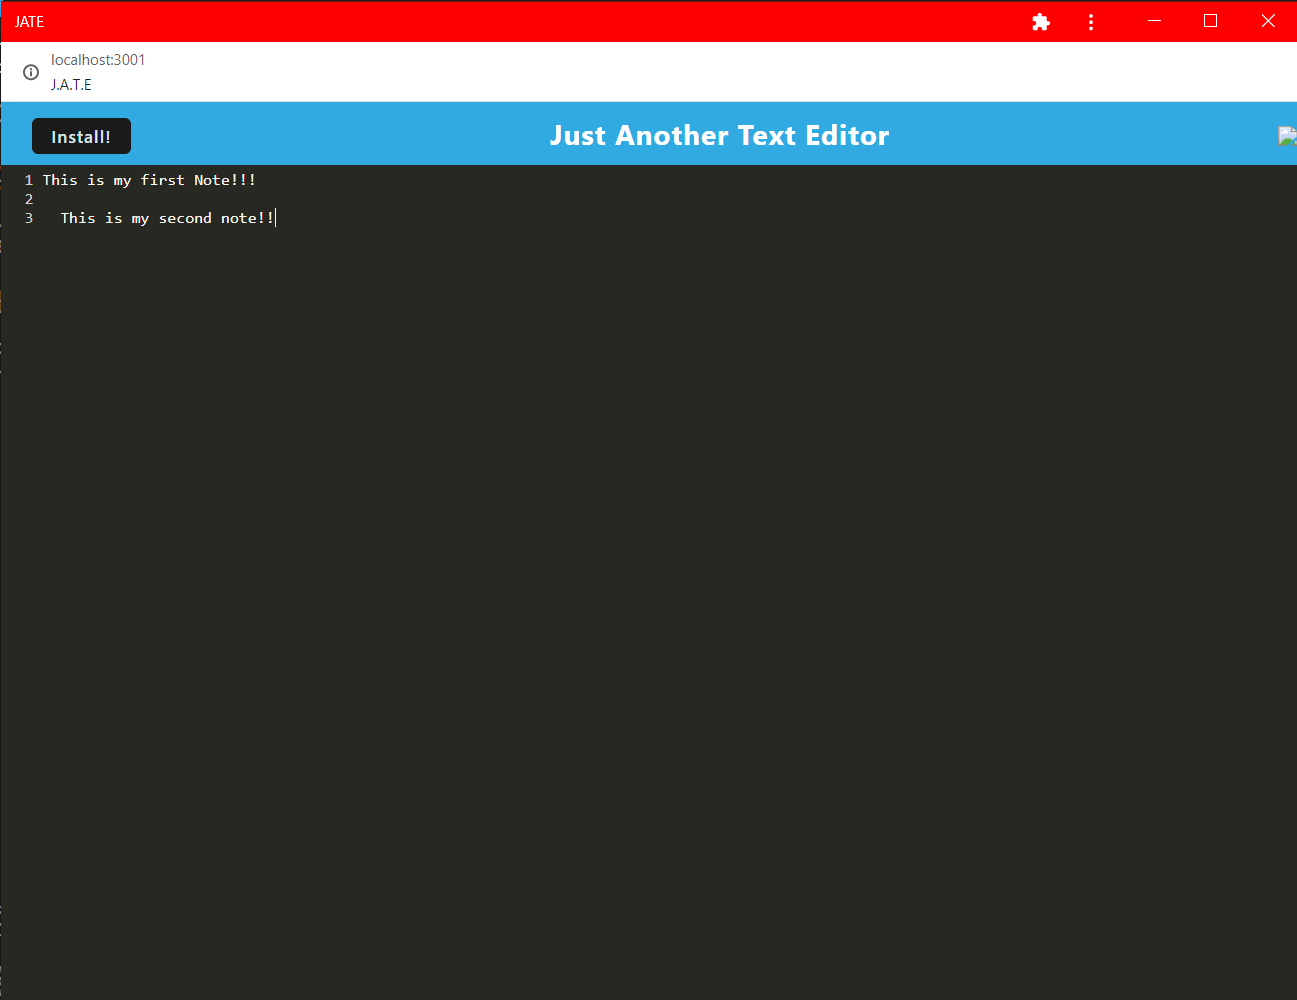 JATE
localhost:3001
J.A.T.E
Install!
Just Another Text Editor
1 This is my first Note!!!
2
3 This is my second note!!